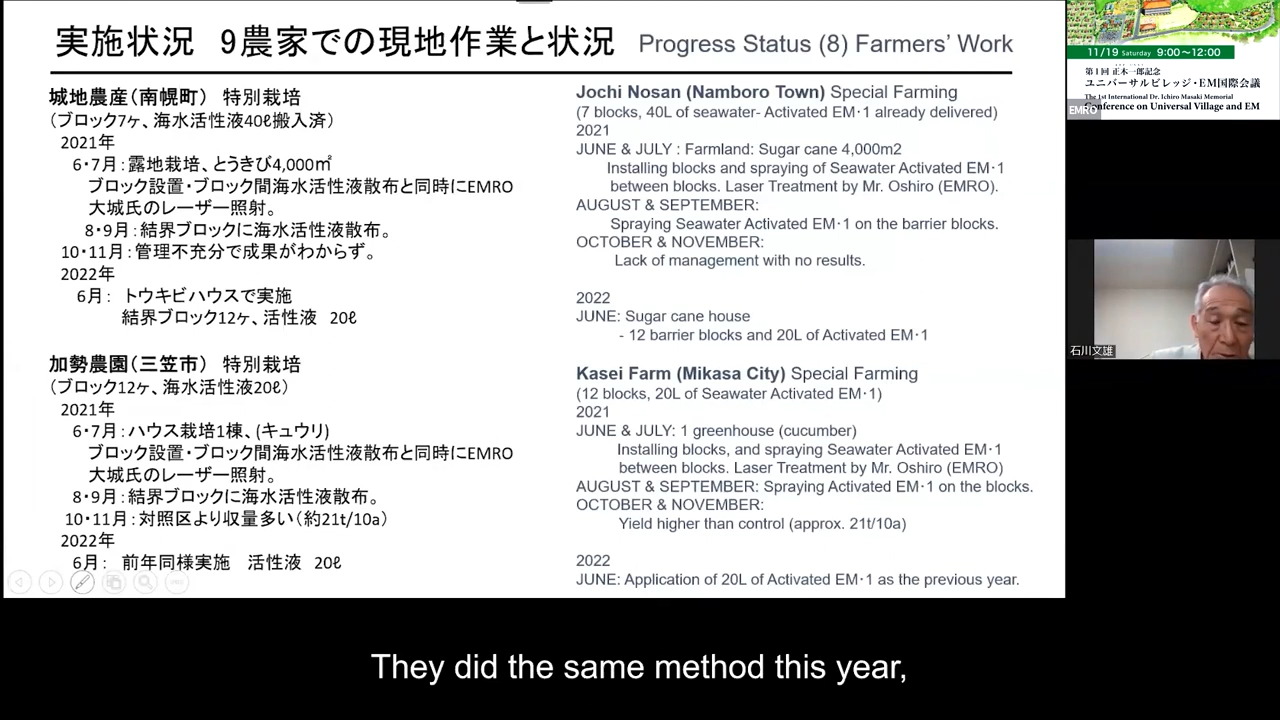 実施状況 9農家での現地作業と状況 Progress Status (8) Farmers' Work
城地農産(南幌町) 特別栽培
(ブロック7ヶ、海水活性液40ℓ搬入済)
2021年
6・7月:露地栽培、とうきび4,000㎡
ブロック設置・ブロック間海水活性液散布と同時にEMRO
大城氏のレーザー照射。
8・9月:結界ブロックに海水活性液散布。
10・11月:管理不充分で成果がわからず。
2022年
6月: トウキビハウスで実施
結界ブロック12ヶ、活性液 20ℓ
加勢農園(三笠市) 特別栽培
(ブロック12ヶ、海水活性液20ℓ)
2021年
6・7月:ハウス栽培1棟、(キュウリ)
ブロック設置・ブロック間海水活性液散布と同時にEMRO
大城氏のレーザー照射。
8・9月:結界ブロックに海水活性液散布。
10・11月:対照区より収量多い(約21t/10a)
2022年
6月: 前年同様実施 活性液 20ℓ
Jochi Nosan (Namboro Town) Special Farming
(7 blocks, 40L of seawater- Activated EM・1 already delivered)
2021
JUNE & JULY : Farmland: Sugar cane 4,000m2
Installing blocks and spraying of Seawater Activated EM・1
between blocks. Laser Treatment by Mr. Oshiro (EMRO).
AUGUST & SEPTEMBER:
Spraying Seawater Activated EM・1 on the barrier blocks.
OCTOBER & NOVEMBER:
Lack of management with no results.
2022
JUNE: Sugar cane house
- 12 barrier blocks and 20L of Activated EM・1
Kasei Farm (Mikasa City) Special Farming
(12 blocks, 20L of Seawater Activated EM・1)
2021
JUNE & JULY: 1 greenhouse (cucumber)
Installing blocks, and spraying Seawater Activated EM・1
between blocks. Laser Treatment by Mr. Oshiro (EMRO)
AUGUST & SEPTEMBER: Spraying Activated EM・1 on the blocks.
OCTOBER & NOVEMBER:
Yield higher than control (approx. 21t/10a)
2022
JUNE: Application of 20L of Activated EM・1 as the previous year.
11/19 Saturday 9:00～12:00
第1回 正木一郎記念
ユニバーサルビレッジ・EM国際会議
The 1st International Dr. Ichiro Masaki Memorial
Conference on Universal Village and EM
EMRO
石川文雄
They did the same method this year,